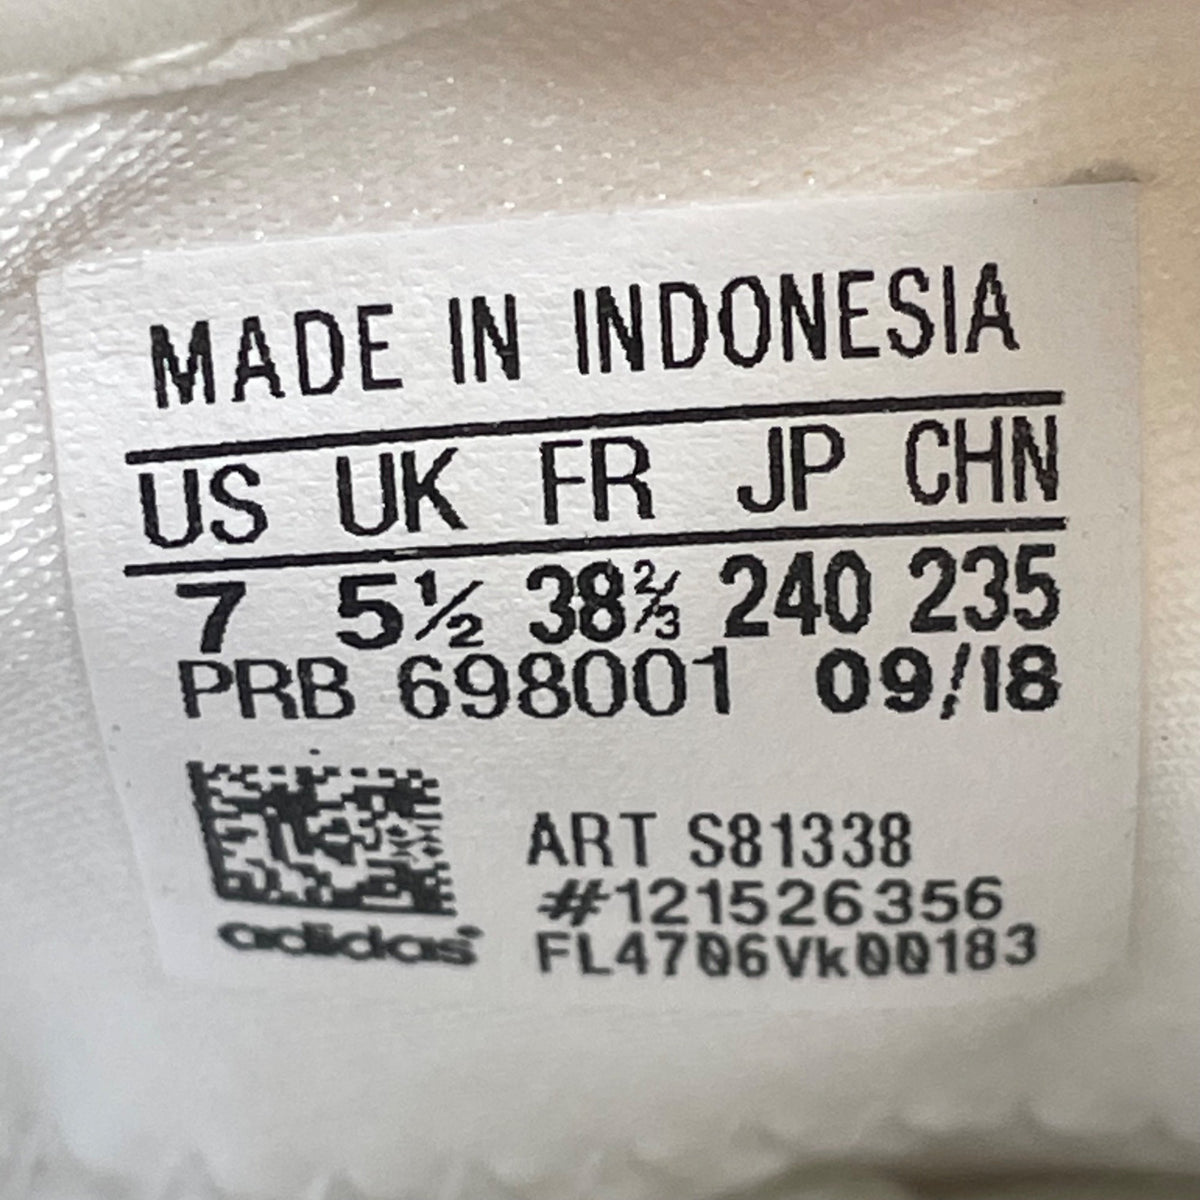 MADE IN INDONESIA
US UK FR JP CHN
7 5½ 38⅔ 240 235
PRB 698001 09/18
ART S81338
#121526356
FL4706Vk00183
adidas